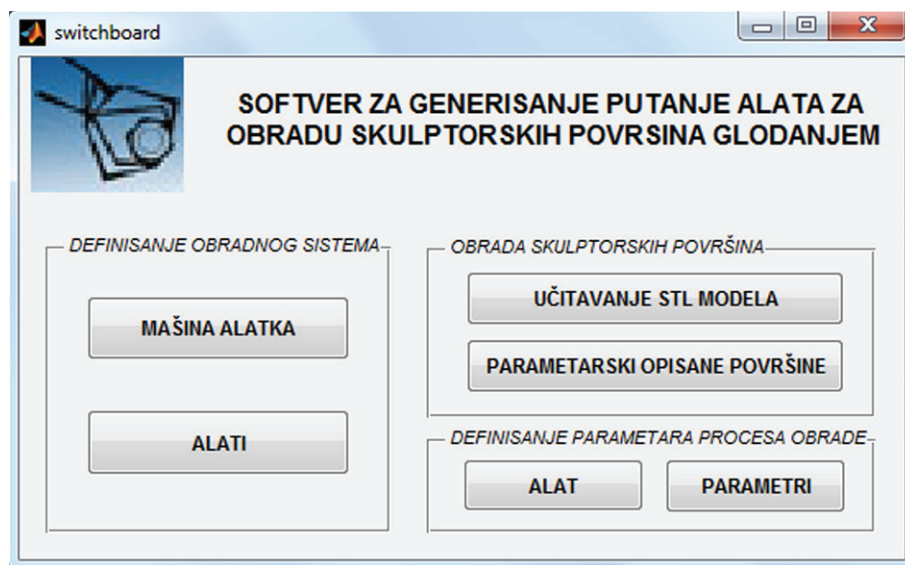 switchboard
SOFTVER ZA GENERISANJE PUTANJE ALATA ZA
OBRADU SKULPTORSKIH POVRSINA GLODANJEM
DEFINISANJE OBRADNOG SISTEMA
MAŠINA ALATKA
ALATI
OBRADA SKULPTORSKIH POVRŠINA
UČITAVANJE STL MODELA
PARAMETARSKI OPISANE POVRŠINE
DEFINISANJE PARAMETARA PROCESA OBRADE
ALAT
PARAMETRI